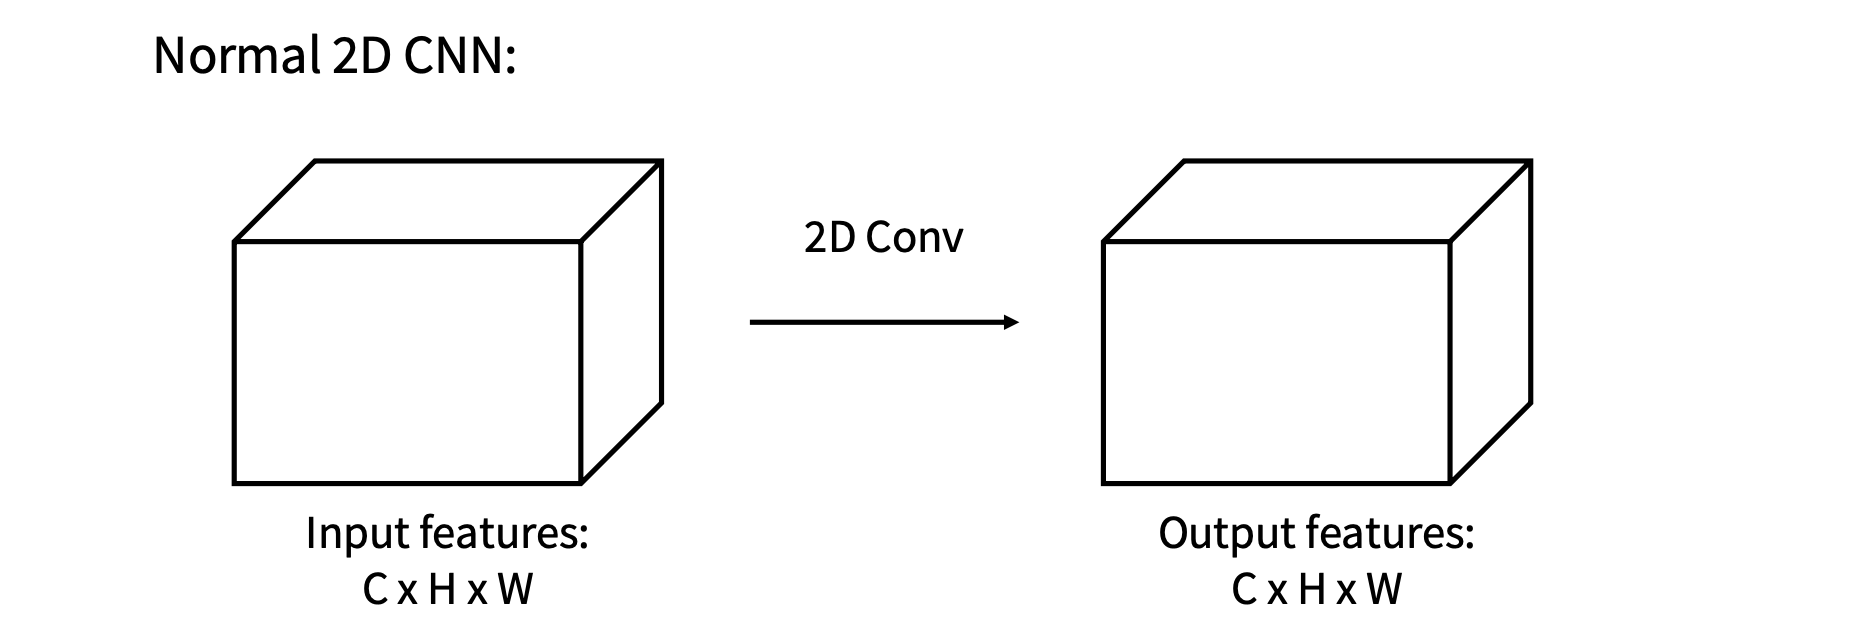 Normal 2D CNN:
2D Conv
Input features:
C x H x W
Output features:
C x H x W